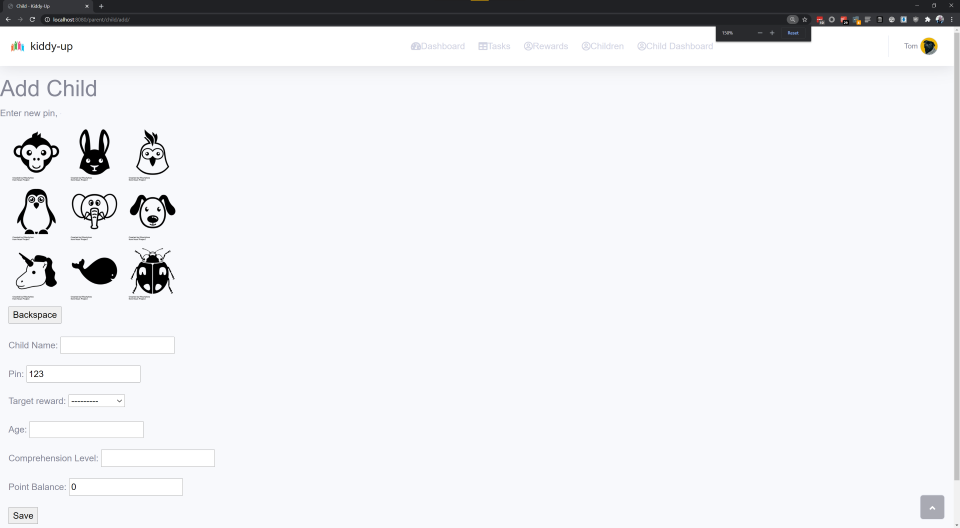 Child - Kiddy-Up
localhost:8080/parent/child/add/
150%
Reset
kiddy-up
Dashboard
Tasks
Rewards
Children
Child Dashboard
Tom
Add Child
Enter new pin,
Backspace
Child Name:
Pin: 123
Target reward: ---------
Age:
Comprehension Level:
Point Balance: 0
Save